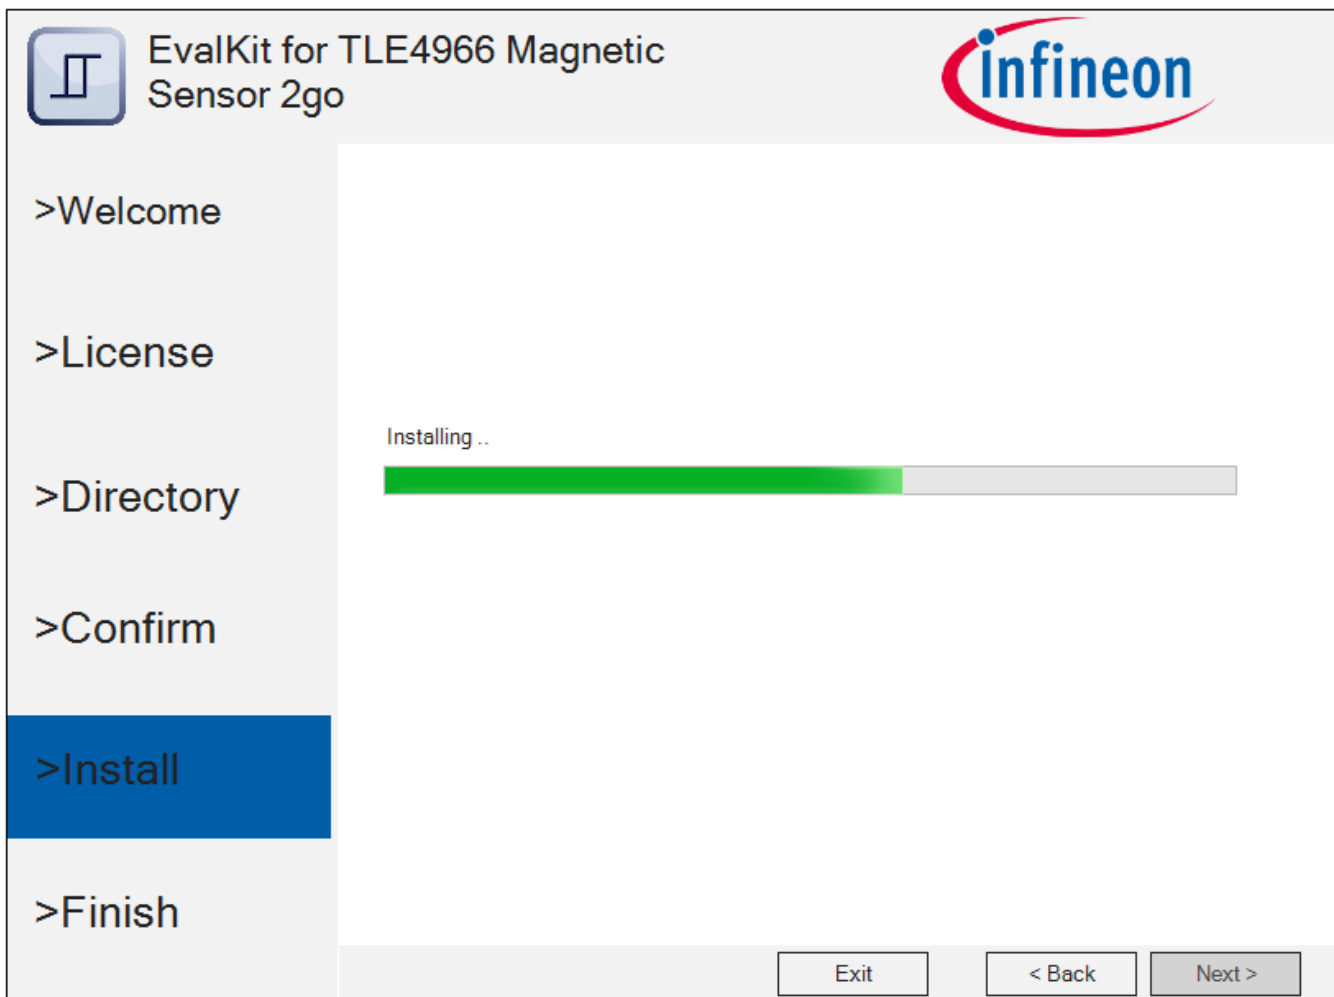 EvalKit for TLE4966 Magnetic
Sensor 2go
infineon
>Welcome
>License
>Directory
>Confirm
>Install
>Finish
Installing ..
Exit
< Back
Next >